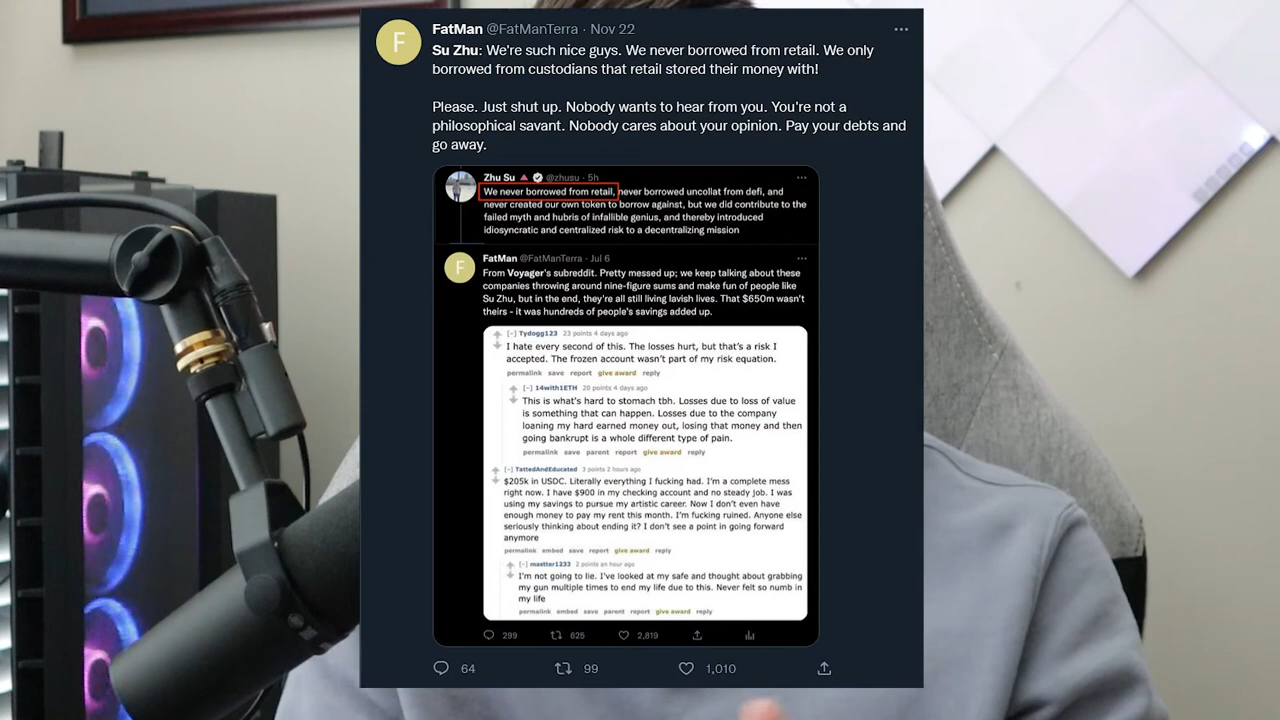 F
FatMan @FatManTerra · Nov 22
Su Zhu: We're such nice guys. We never borrowed from retail. We only
borrowed from custodians that retail stored their money with!
Please. Just shut up. Nobody wants to hear from you. You're not a
philosophical savant. Nobody cares about your opinion. Pay your debts and
go away.
Zhu Su @zhusu · 5h
We never borrowed from retail, never borrowed uncollat from defi, and
never created our own token to borrow against, but we did contribute to the
failed myth and hubris of infallible genius, and thereby introduced
idiosyncratic and centralized risk to a decentralizing mission
F
FatMan @FatManTerra · Jul 6
From Voyager's subreddit. Pretty messed up; we keep talking about these
companies throwing around nine-figure sums and make fun of people like
Su Zhu, but in the end, they're all still living lavish lives. That $650m wasn't
theirs - it was hundreds of people's savings added up.
[-] Tydogg123 23 points 4 days ago
I hate every second of this. The losses hurt, but that's a risk I
accepted. The frozen account wasn't part of my risk equation.
permalink save report give award reply
[-] 14with1ETH 20 points 4 days ago
This is what's hard to stomach tbh. Losses due to loss of value
is something that can happen. Losses due to the company
loaning my hard earned money out, losing that money and then
going bankrupt is a whole different type of pain.
permalink save parent report give award reply
[-] TattedAndEducated 3 points 2 hours ago
$205k in USDC. Literally everything I fucking had. I'm a complete mess
right now. I have $900 in my checking account and no steady job. I was
using my savings to pursue my artistic career. Now I don't even have
enough money to pay my rent this month. I'm fucking ruined. Anyone else
seriously thinking about ending it? I don't see a point in going forward
anymore
permalink embed save report give award reply
[-] mastter1233 2 points an hour ago
I'm not going to lie. I've looked at my safe and thought about grabbing
my gun multiple times to end my life due to this. Never felt so numb in
my life
permalink embed save parent report give award reply
299 625 2,819
64 99 1,010